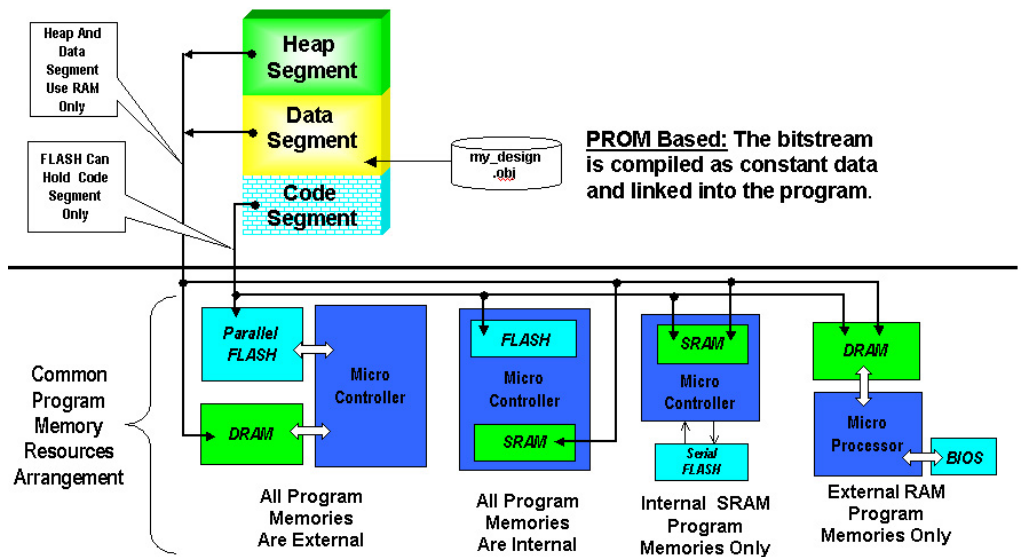 Heap And
Data
Segment
Use RAM
Only
FLASH Can
Hold Code
Segment
Only
Heap
Segment
Data
Segment
Code
Segment
my_design
.obj
PROM Based: The bitstream
is compiled as constant data
and linked into the program.
Common
Program
Memory
Resources
Arrangement
Parallel
FLASH
DRAM
Micro
Controller
All Program
Memories
Are External
FLASH
Micro
Controller
SRAM
All Program
Memories
Are Internal
SRAM
Micro
Controller
Serial
FLASH
Internal SRAM
Program
Memories Only
DRAM
Micro
Processor
BIOS
External RAM
Program
Memories Only